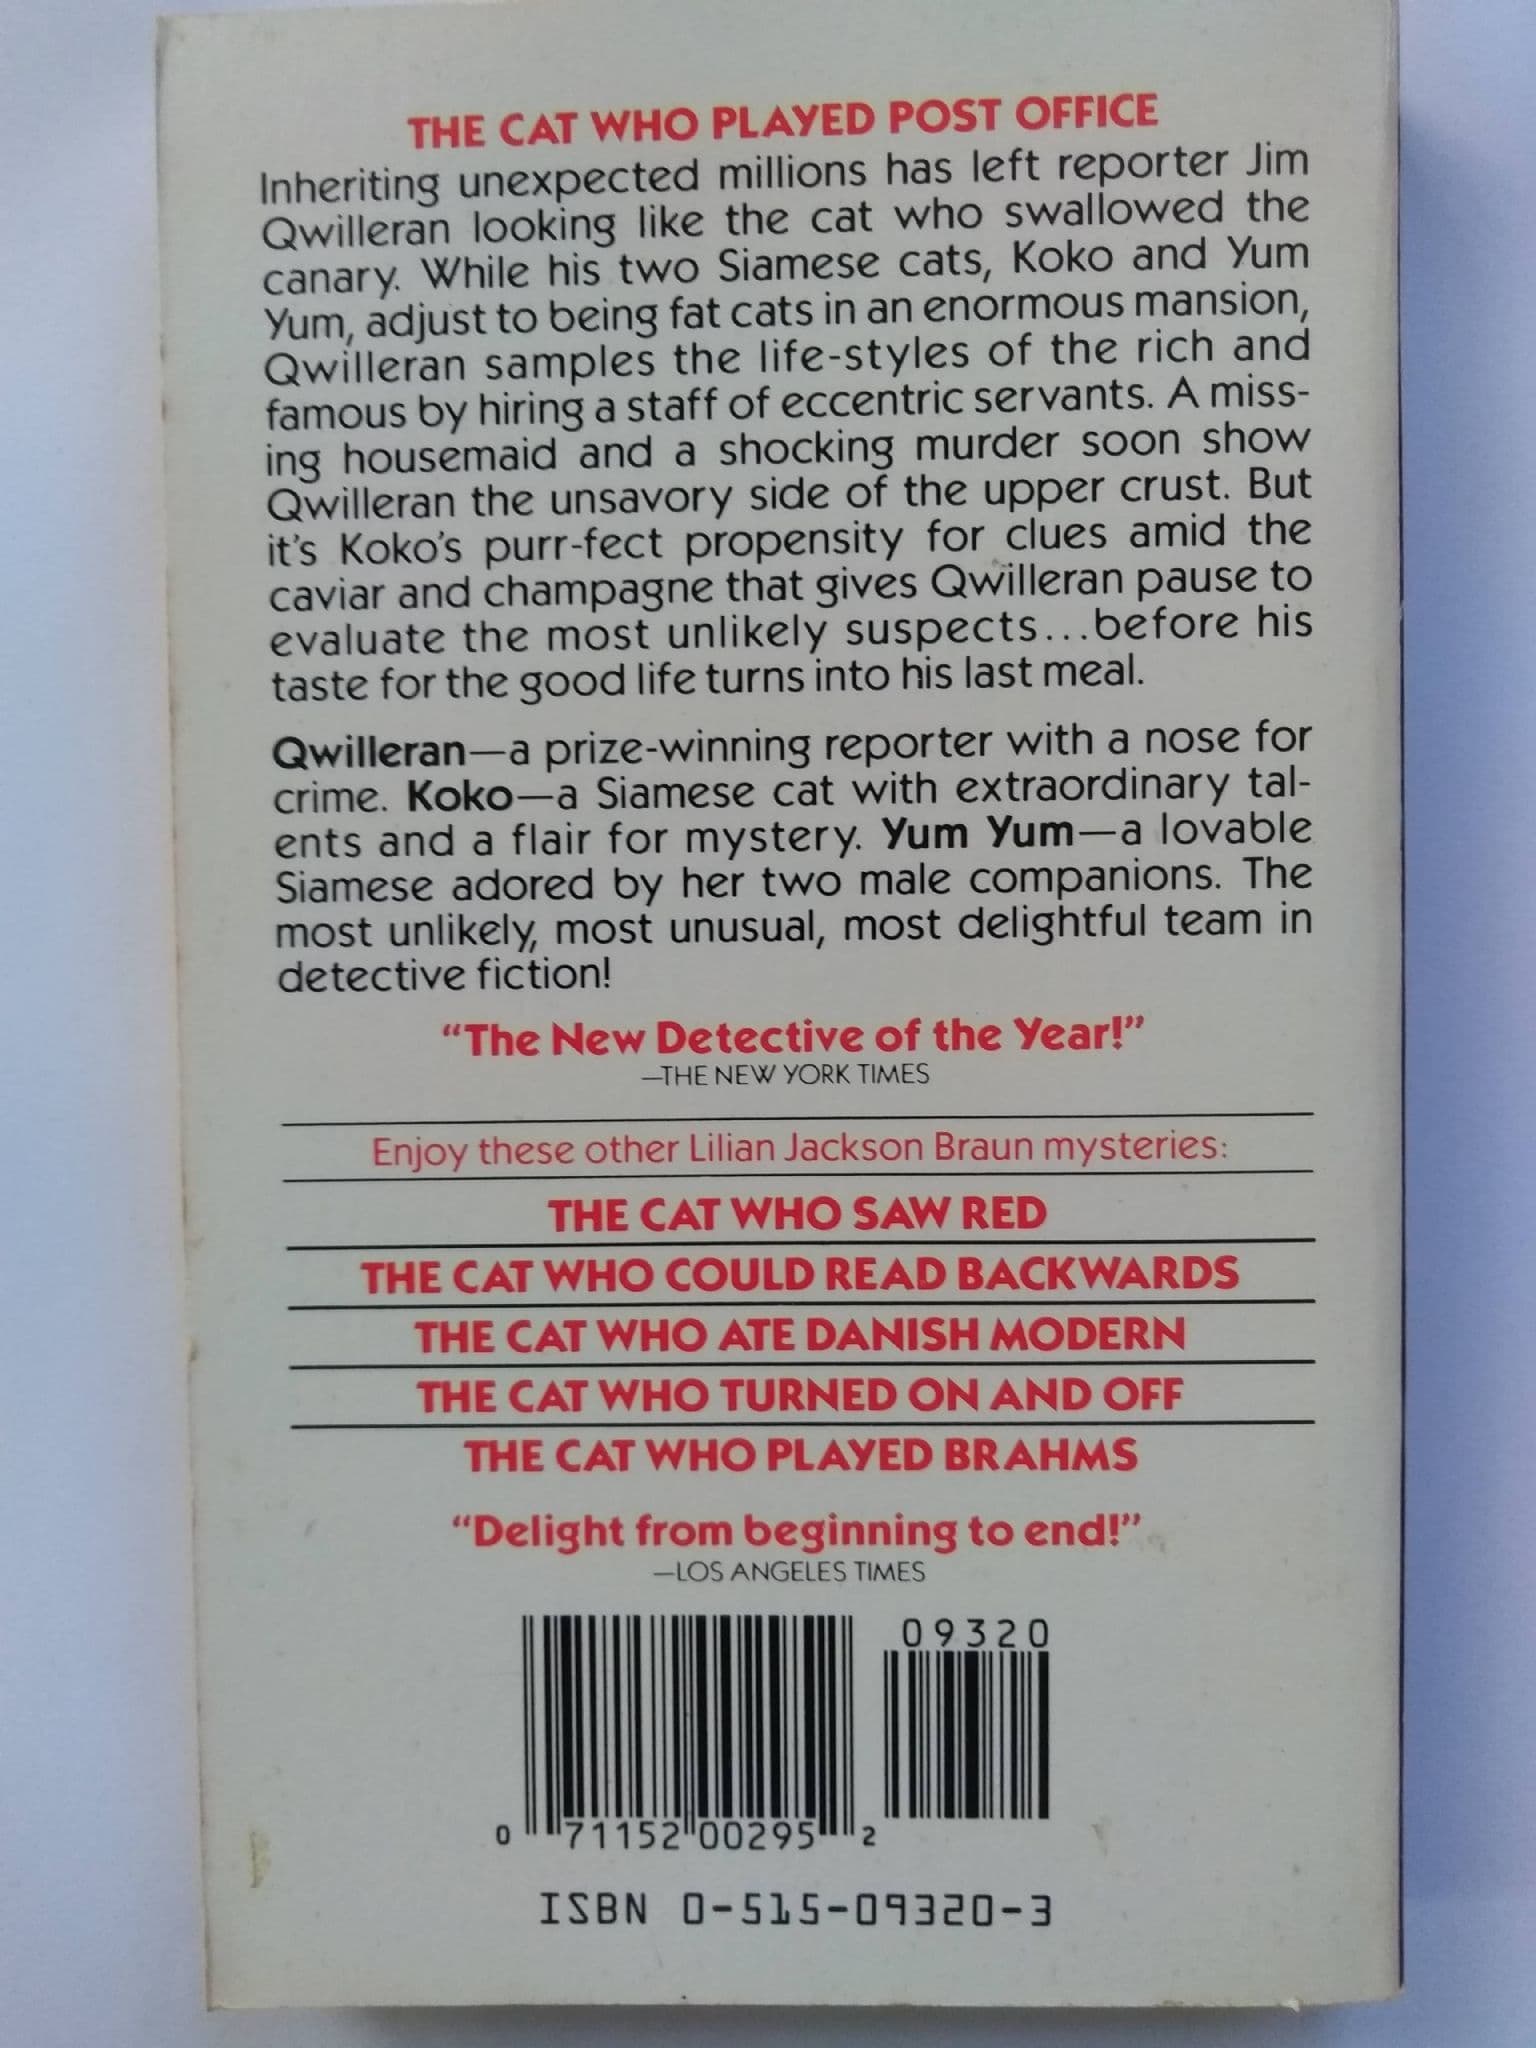 THE CAT WHO PLAYED POST OFFICE
Inheriting unexpected millions has left reporter Jim
Qwilleran looking like the cat who swallowed the
canary. While his two Siamese cats, Koko and Yum
Yum, adjust to being fat cats in an enormous mansion,
Qwilleran samples the life-styles of the rich and
famous by hiring a staff of eccentric servants. A miss-
ing housemaid and a shocking murder soon show
Qwilleran the unsavory side of the upper crust. But
it's Koko's purr-fect propensity for clues amid the
caviar and champagne that gives Qwilleran pause to
evaluate the most unlikely suspects...before his
taste for the good life turns into his last meal.
Qwilleran—a prize-winning reporter with a nose for
crime. Koko—a Siamese cat with extraordinary tal-
ents and a flair for mystery. Yum Yum—a lovable
Siamese adored by her two male companions. The
most unlikely, most unusual, most delightful team in
detective fiction!
“The New Detective of the Year!”
—THE NEW YORK TIMES
Enjoy these other Lilian Jackson Braun mysteries:
THE CAT WHO SAW RED
THE CAT WHO COULD READ BACKWARDS
THE CAT WHO ATE DANISH MODERN
THE CAT WHO TURNED ON AND OFF
THE CAT WHO PLAYED BRAHMS
“Delight from beginning to end!”
—LOS ANGELES TIMES
09320
0 71152 00295 2
ISBN 0-515-09320-3